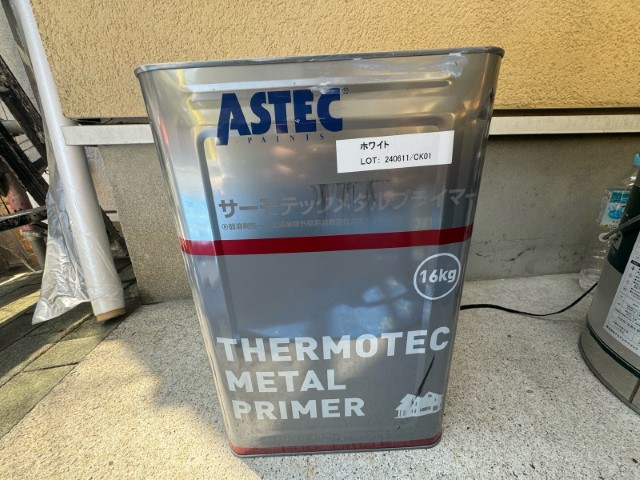 ASTEC®
PAINTS
ホワイト
LOT: 240611/CK01
サーモテックメタルプライマー
16kg
THERMOTEC
METAL
PRIMER